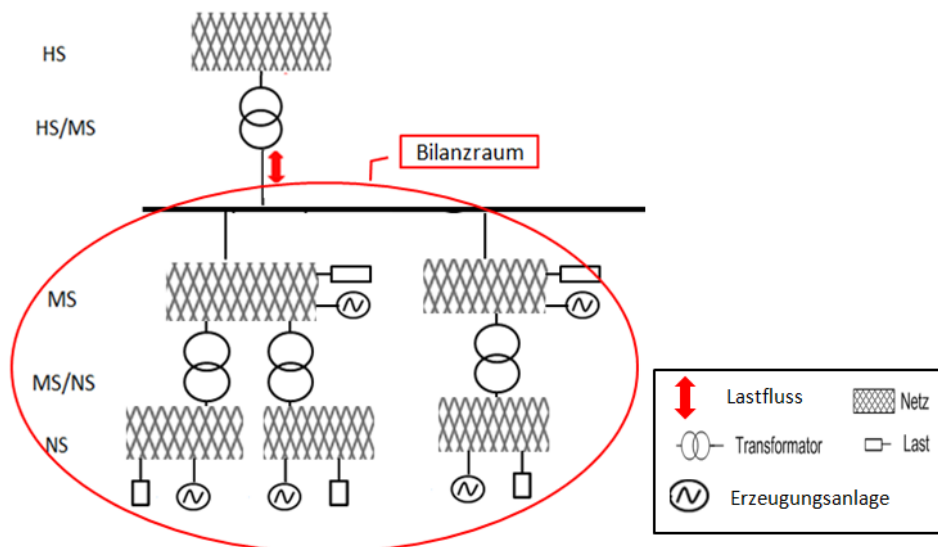 HS
HS/MS
Bilanzraum
MS
MS/NS
NS
Lastfluss
Netz
Transformator
Last
Erzeugungsanlage